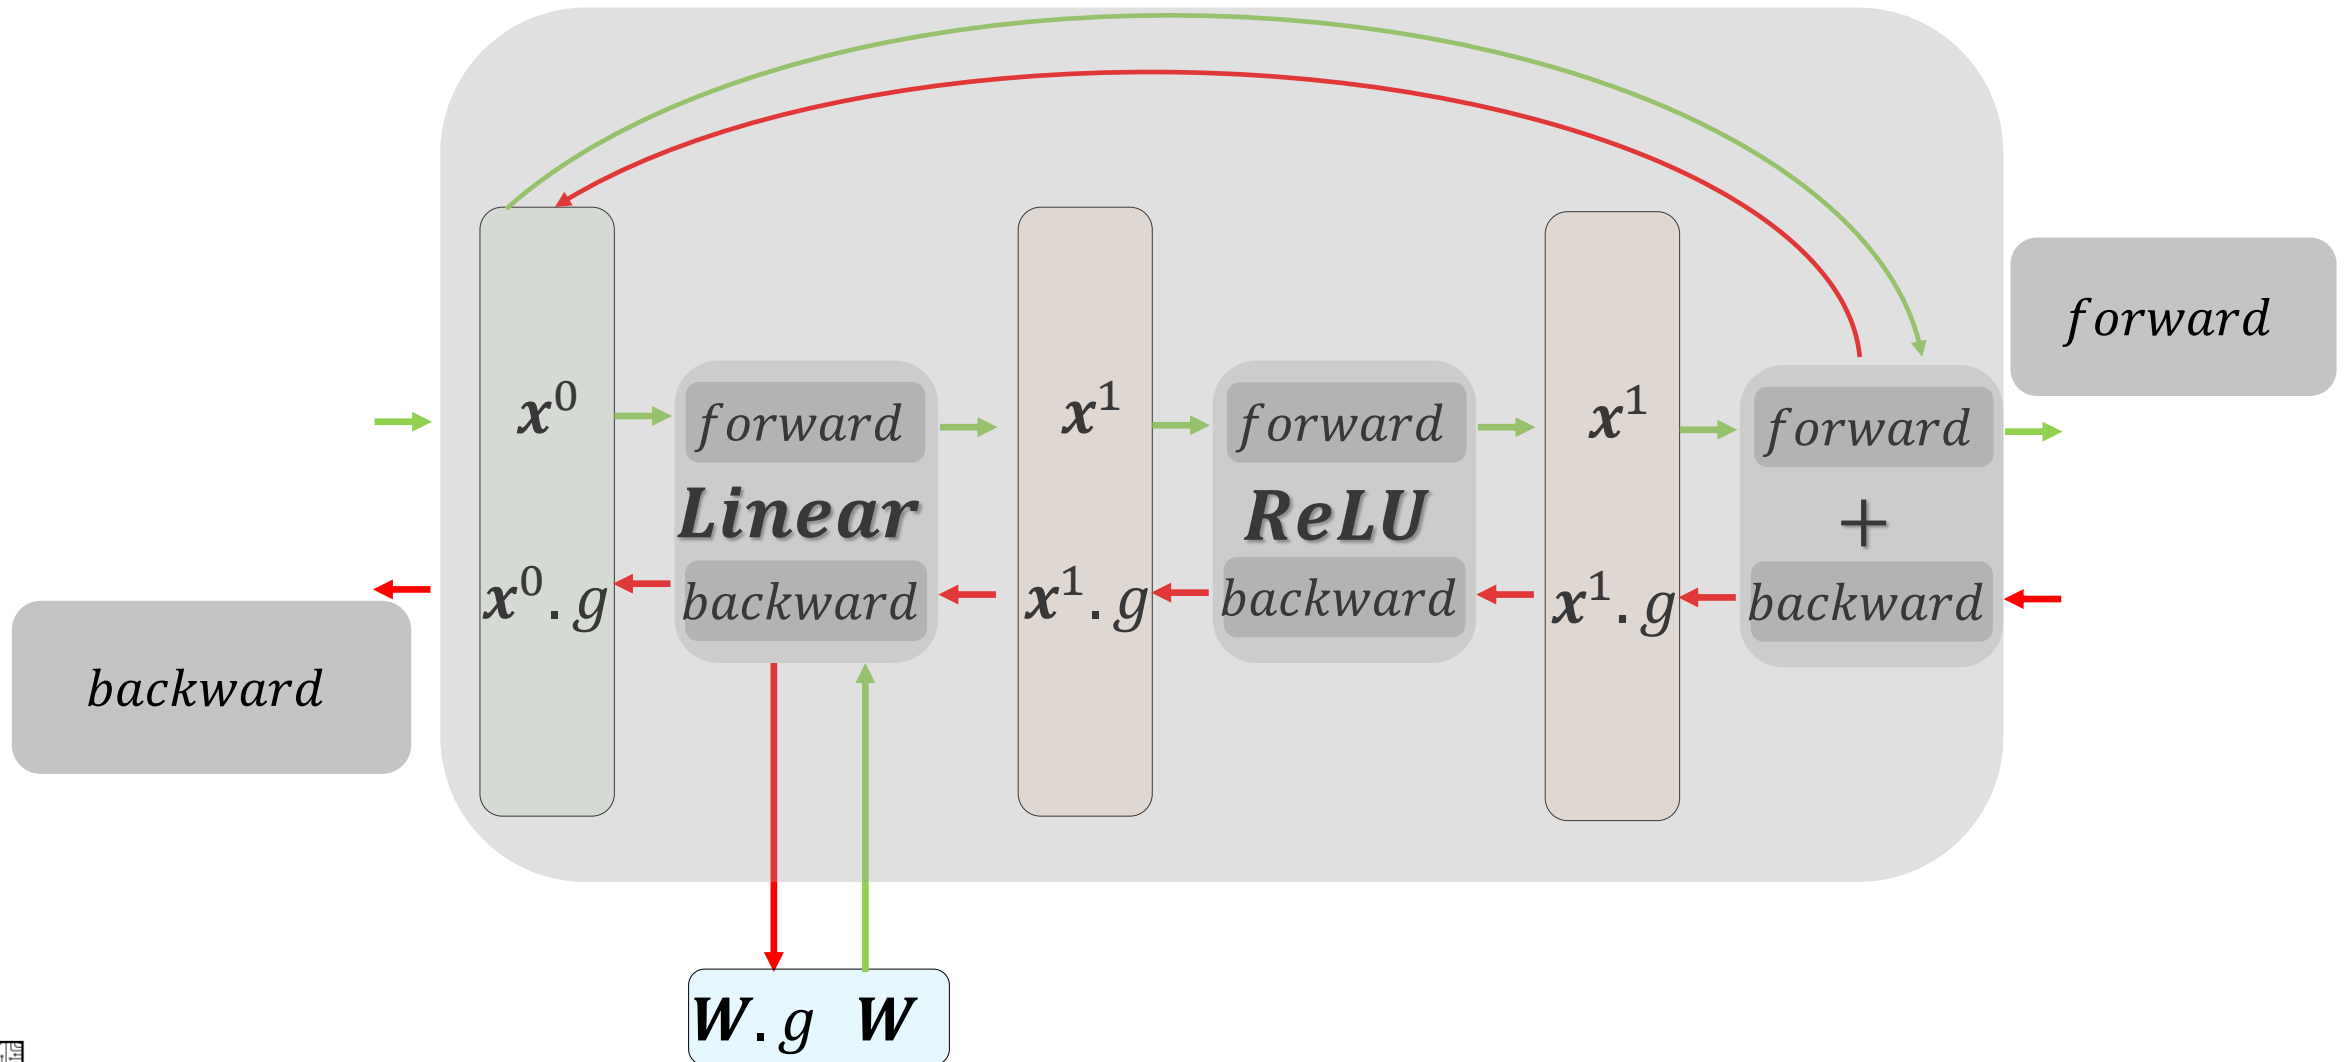 forward
x⁰
forward
x¹
forward
x¹
forward
Linear
ReLU
+
x⁰.g
backward
x¹.g
backward
x¹.g
backward
backward
W.g W